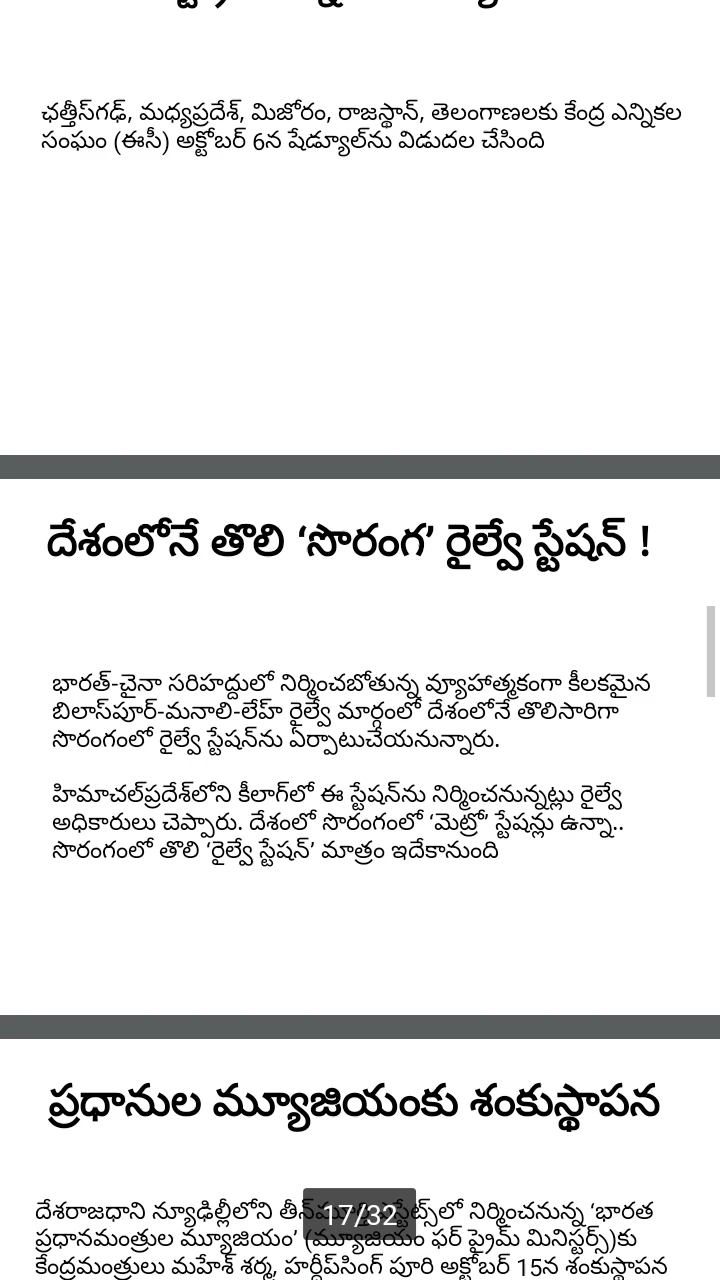 ఛత్తీస్‌గఢ్, మధ్యప్రదేశ్, మిజోరం, రాజస్థాన్, తెలంగాణలకు కేంద్ర ఎన్నికల
సంఘం (ఈసీ) అక్టోబర్ 6న షేడ్యూల్‌ను విడుదల చేసింది
దేశంలోనే తొలి ‘సొరంగ’ రైల్వే స్టేషన్ !
భారత్-చైనా సరిహద్దులో నిర్మించబోతున్న వ్యూహాత్మకంగా కీలకమైన
బిలాస్‌పూర్-మనాలి-లేహ్ రైల్వే మార్గంలో దేశంలోనే తొలిసారిగా
సొరంగంలో రైల్వే స్టేషన్‌ను ఏర్పాటుచేయనున్నారు.
హిమాచల్‌ప్రదేశ్‌లోని కీలాగ్‌లో ఈ స్టేషన్‌ను నిర్మించనున్నట్లు రైల్వే
అధికారులు చెప్పారు. దేశంలో సొరంగంలో ‘మెట్రో’ స్టేషన్లు ఉన్నా..
సొరంగంలో తొలి ‘రైల్వే స్టేషన్’ మాత్రం ఇదేకానుంది
ప్రధానుల మ్యూజియంకు శంకుస్థాపన
దేశరాజధాని న్యూఢిల్లీలోని లో నిర్మించనున్న ‘భారత
17/32
ప్రధానమంత్రుల మ్యూజియం’ (మ్యూజియం ఫర్ ప్రైమ్ మినిస్టర్స్)కు
కేంద్రమంత్రులు మహేశ్ శర్మ, హర్దీప్‌సింగ్ పూరి అక్టోబర్ 15న శంకుస్థాపన